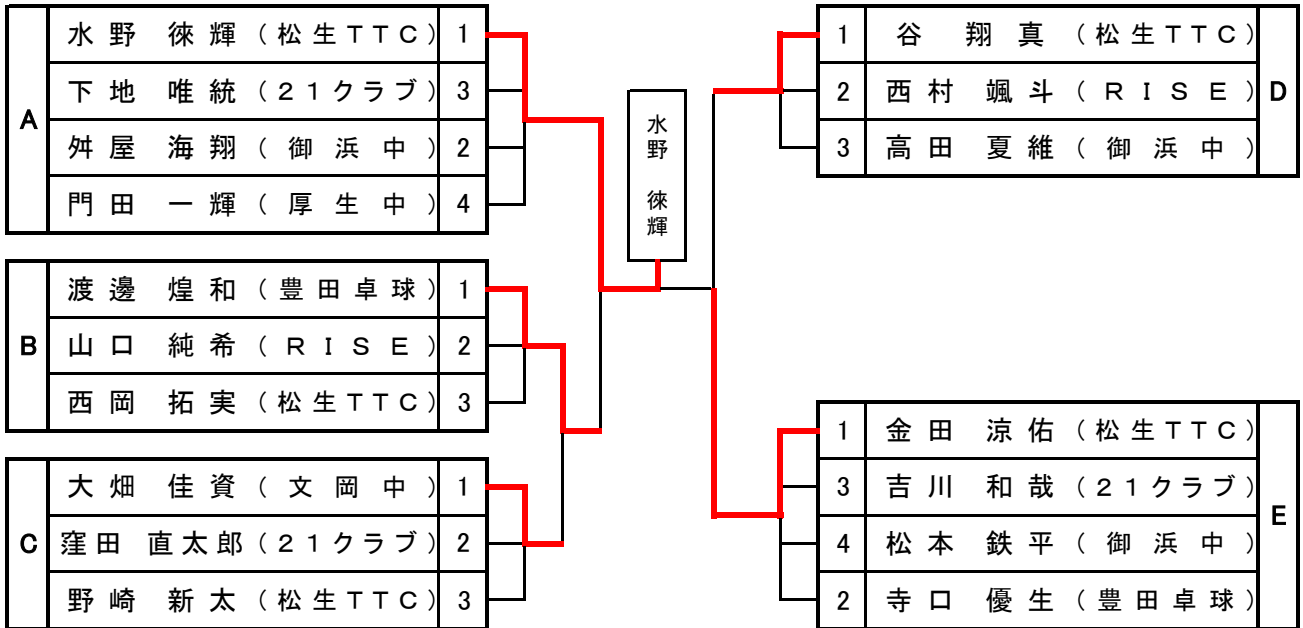 A
水野 徠輝(松生TTC) 1
下地 唯統(21クラブ) 3
舛屋 海翔(御浜中) 2
門田 一輝(厚生中) 4
B
渡邊 煌和(豊田卓球) 1
山口 純希(RISE) 2
西岡 拓実(松生TTC) 3
C
大畑 佳資(文岡中) 1
窪田 直太郎(21クラブ) 2
野崎 新太(松生TTC) 3
水野 徠輝
1 谷 翔真(松生TTC)
2 西村 颯斗(RISE)
3 高田 夏維(御浜中)
D
1 金田 涼佑(松生TTC)
3 吉川 和哉(21クラブ)
4 松本 鉄平(御浜中)
2 寺口 優生(豊田卓球)
E